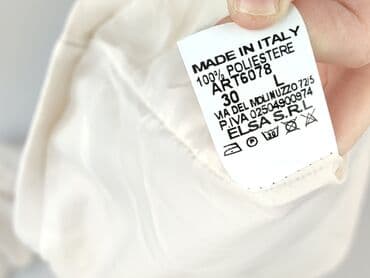 MADE IN ITALY
100% POLIESTERE
ART6078
30 L
VIA DEL MOLINUZZO 72/5
P.IVA 02504900974
ELSA S.R.L